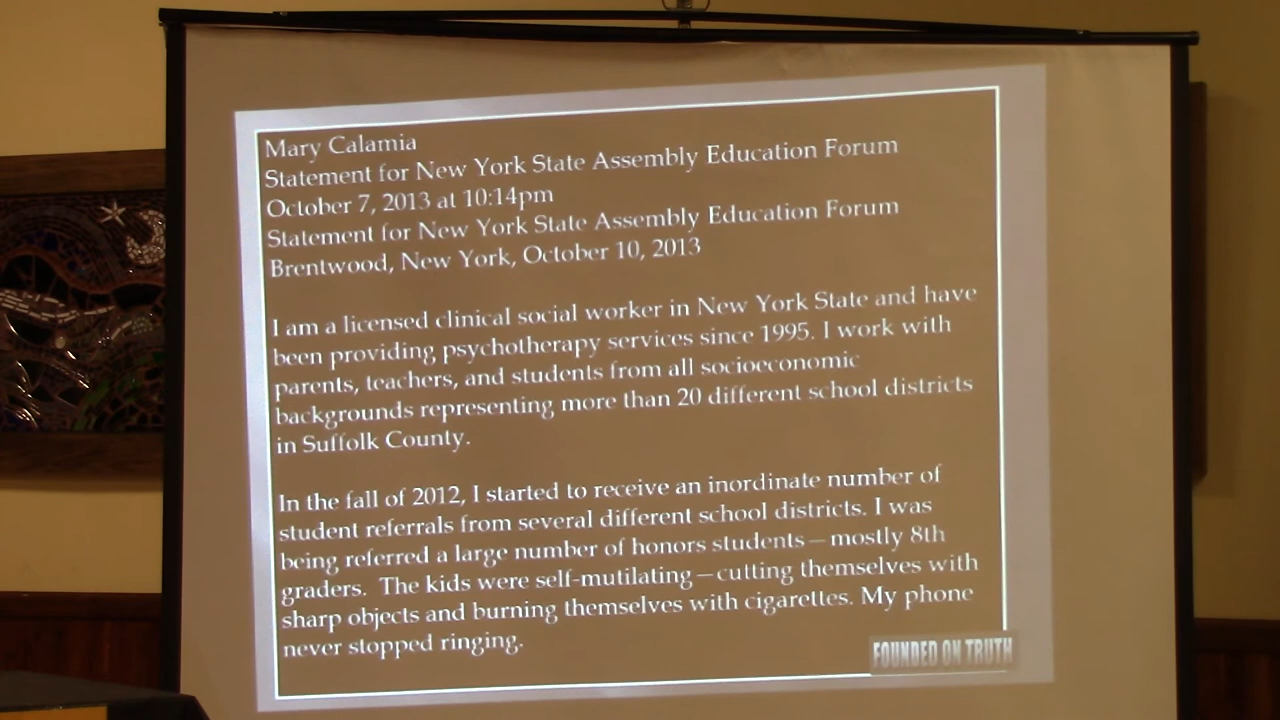 Mary Calamia
Statement for New York State Assembly Education Forum
October 7, 2013 at 10:14pm
Statement for New York State Assembly Education Forum
Brentwood, New York, October 10, 2013
I am a licensed clinical social worker in New York State and have
been providing psychotherapy services since 1995. I work with
parents, teachers, and students from all socioeconomic
backgrounds representing more than 20 different school districts
in Suffolk County.
In the fall of 2012, I started to receive an inordinate number of
student referrals from several different school districts. I was
being referred a large number of honors students—mostly 8th
graders.  The kids were self-mutilating—cutting themselves with
sharp objects and burning themselves with cigarettes. My phone
never stopped ringing.
FOUNDED ON TRUTH